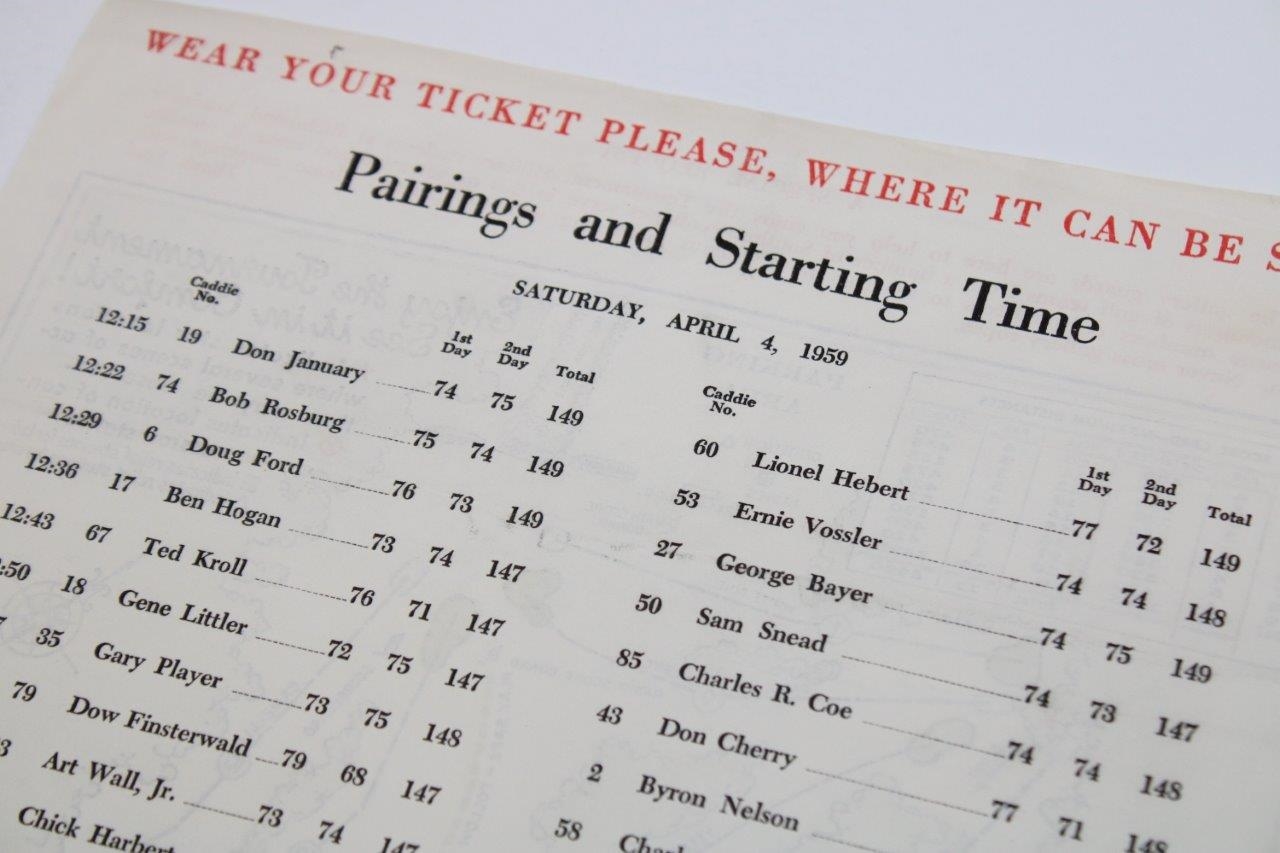 WEAR YOUR TICKET PLEASE, WHERE IT CAN BE S
Pairings and Starting Time
SATURDAY, APRIL 4, 1959
Caddie No. 1st Day 2nd Day Total
12:15 19 Don January 74 75 149
12:22 74 Bob Rosburg 75 74 149
12:29 6 Doug Ford 76 73 149
12:36 17 Ben Hogan 73 74 147
12:43 67 Ted Kroll 76 71 147
:50 18 Gene Littler 72 75 147
35 Gary Player 73 75 148
79 Dow Finsterwald 79 68 147
3 Art Wall, Jr. 73 74 147
Chick Harbert
Caddie No. 1st Day 2nd Day Total
60 Lionel Hebert 77 72 149
53 Ernie Vossler 74 74 148
27 George Bayer 74 75 149
50 Sam Snead 74 73 147
85 Charles R. Coe 74 74 148
43 Don Cherry 77 71 148
2 Byron Nelson
58